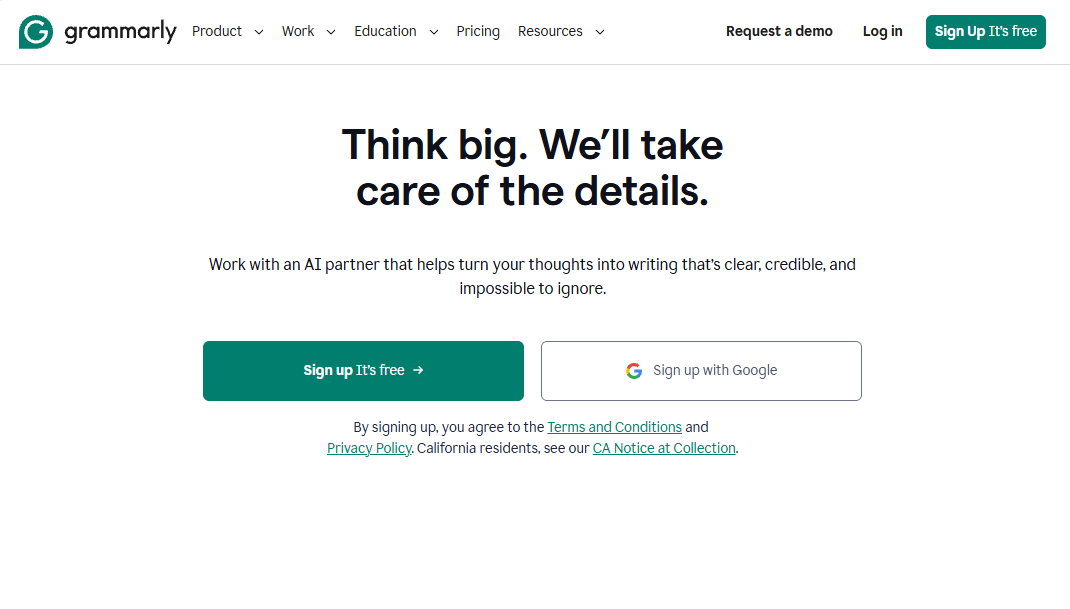 grammarly Product Work Education Pricing Resources Request a demo Log in Sign Up It's free
Think big. We’ll take
care of the details.
Work with an AI partner that helps turn your thoughts into writing that’s clear, credible, and
impossible to ignore.
Sign up It’s free → Sign up with Google
By signing up, you agree to the Terms and Conditions and
Privacy Policy. California residents, see our CA Notice at Collection.